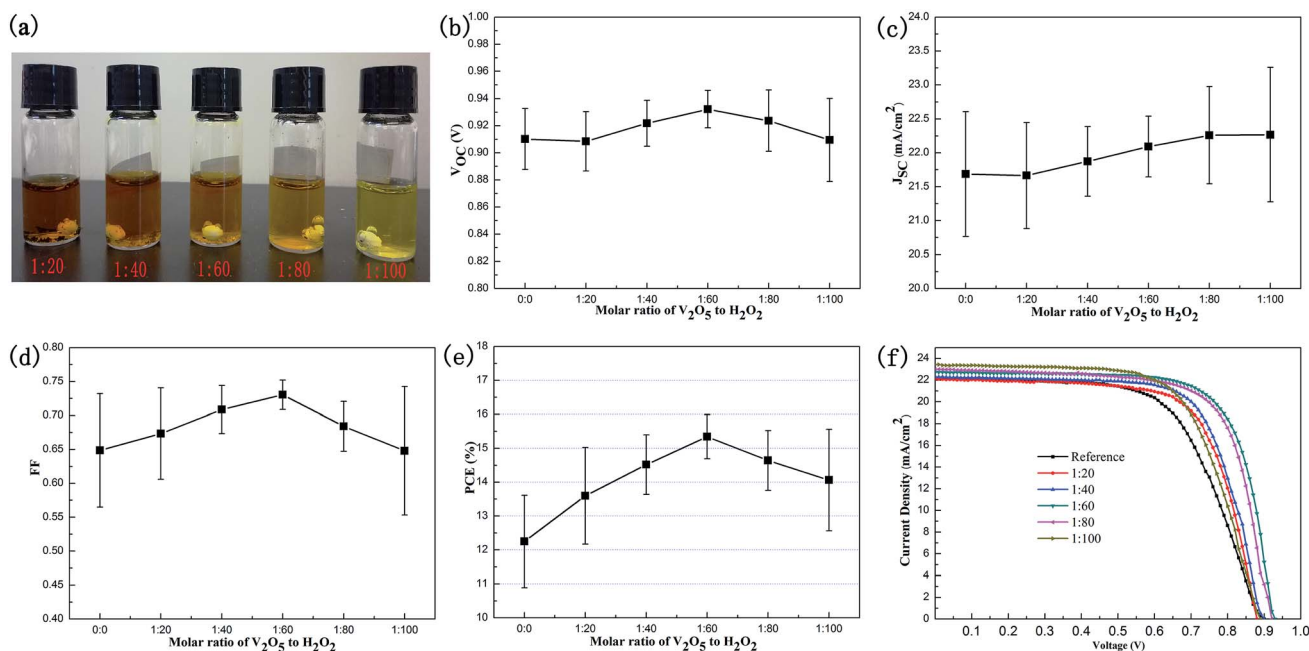 (a)
1:20 1:40 1:60 1:80 1:100
(b)
V_OC (V)
1.00
0.98
0.96
0.94
0.92
0.90
0.88
0.86
0.84
0.82
0.80
0:0 1:20 1:40 1:60 1:80 1:100
Molar ratio of V₂O₅ to H₂O₂
(c)
J_SC (mA/cm²)
24.0
23.5
23.0
22.5
22.0
21.5
21.0
20.5
20.0
0:0 1:20 1:40 1:60 1:80 1:100
Molar ratio of V₂O₅ to H₂O₂
(d)
FF
0.80
0.75
0.70
0.65
0.60
0.55
0.50
0.45
0.40
0:0 1:20 1:40 1:60 1:80 1:100
Molar ratio of V₂O₅ to H₂O₂
(e)
PCE (%)
18
17
16
15
14
13
12
11
10
0:0 1:20 1:40 1:60 1:80 1:100
Molar ratio of V₂O₅ to H₂O₂
(f)
Current Density (mA/cm²)
24
22
20
18
16
14
12
10
8
6
4
2
0
Reference
1:20
1:40
1:60
1:80
1:100
0.1 0.2 0.3 0.4 0.5 0.6 0.7 0.8 0.9 1.0
Voltage (V)